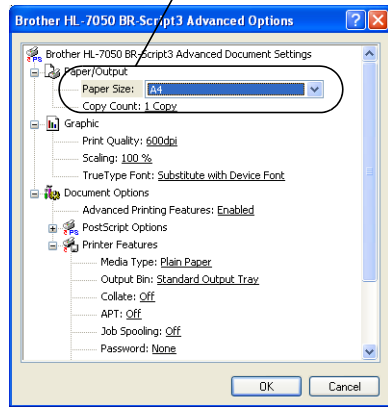 Brother HL-7050 BR-Script3 Advanced Options
Brother HL-7050 BR-Script3 Advanced Document Settings
Paper/Output
Paper Size: A4
Copy Count: 1 Copy
Graphic
Print Quality: 600dpi
Scaling: 100 %
TrueType Font: Substitute with Device Font
Document Options
Advanced Printing Features: Enabled
PostScript Options
Printer Features
Media Type: Plain Paper
Output Bin: Standard Output Tray
Collate: Off
APT: Off
Job Spooling: Off
Password: None
OK Cancel